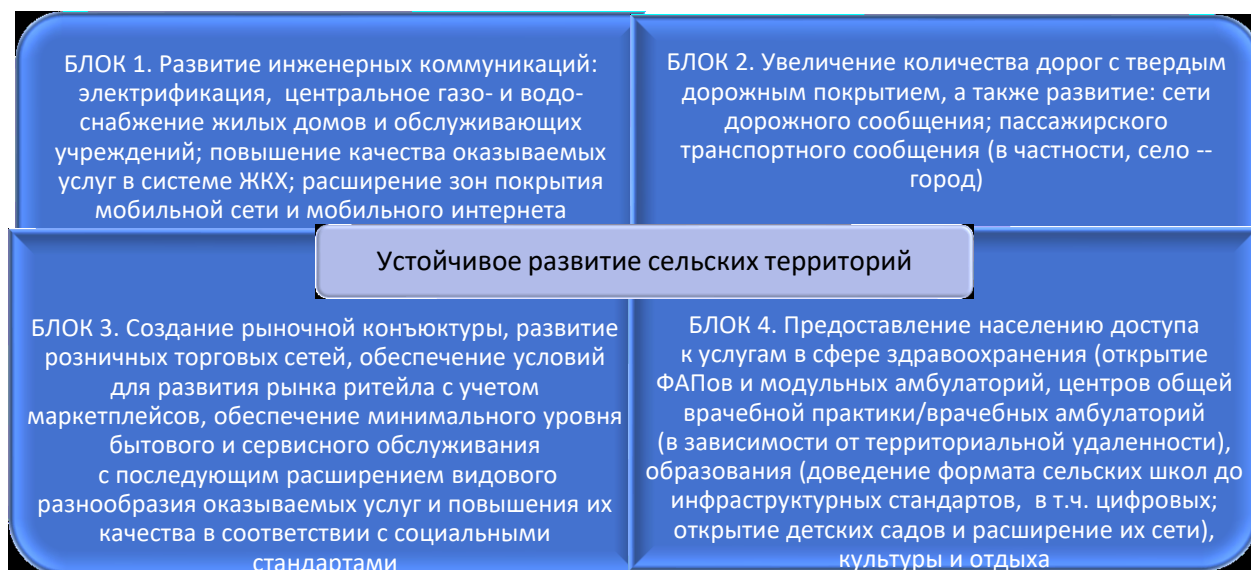 БЛОК 1. Развитие инженерных коммуникаций:
электрификация, центральное газо- и водо-
снабжение жилых домов и обслуживающих
учреждений; повышение качества оказываемых
услуг в системе ЖКХ; расширение зон покрытия
мобильной сети и мобильного интернета
БЛОК 2. Увеличение количества дорог с твердым
дорожным покрытием, а также развитие: сети
дорожного сообщения; пассажирского
транспортного сообщения (в частности, село --
город)
Устойчивое развитие сельских территорий
БЛОК 3. Создание рыночной конъюктуры, развитие
розничных торговых сетей, обеспечение условий
для развития рынка ритейла с учетом
маркетплейсов, обеспечение минимального уровня
бытового и сервисного обслуживания
с последующим расширением видового
разнообразия оказываемых услуг и повышения их
качества в соответствии с социальными
стандартами
БЛОК 4. Предоставление населению доступа
к услугам в сфере здравоохранения (открытие
ФАПов и модульных амбулаторий, центров общей
врачебной практики/врачебных амбулаторий
(в зависимости от территориальной удаленности),
образования (доведение формата сельских школ до
инфраструктурных стандартов, в т.ч. цифровых;
открытие детских садов и расширение их сети),
культуры и отдыха